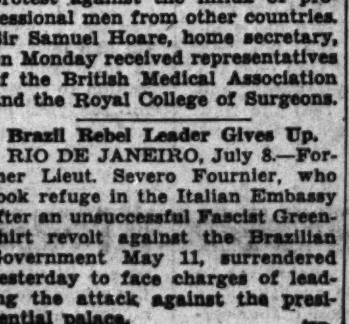 protest against the influx of pro-
essional men from other countries.
Sir Samuel Hoare, home secretary,
on Monday received representatives
of the British Medical Association
and the Royal College of Surgeons.
Brazil Rebel Leader Gives Up.
RIO DE JANEIRO, July 8.—For-
mer Lieut. Severo Fournier, who
ook refuge in the Italian Embassy
after an unsuccessful Fascist Green-
shirt revolt against the Brazilian
Government May 11, surrendered
yesterday to face charges of lead-
ng the attack against the presi-
ential palace.